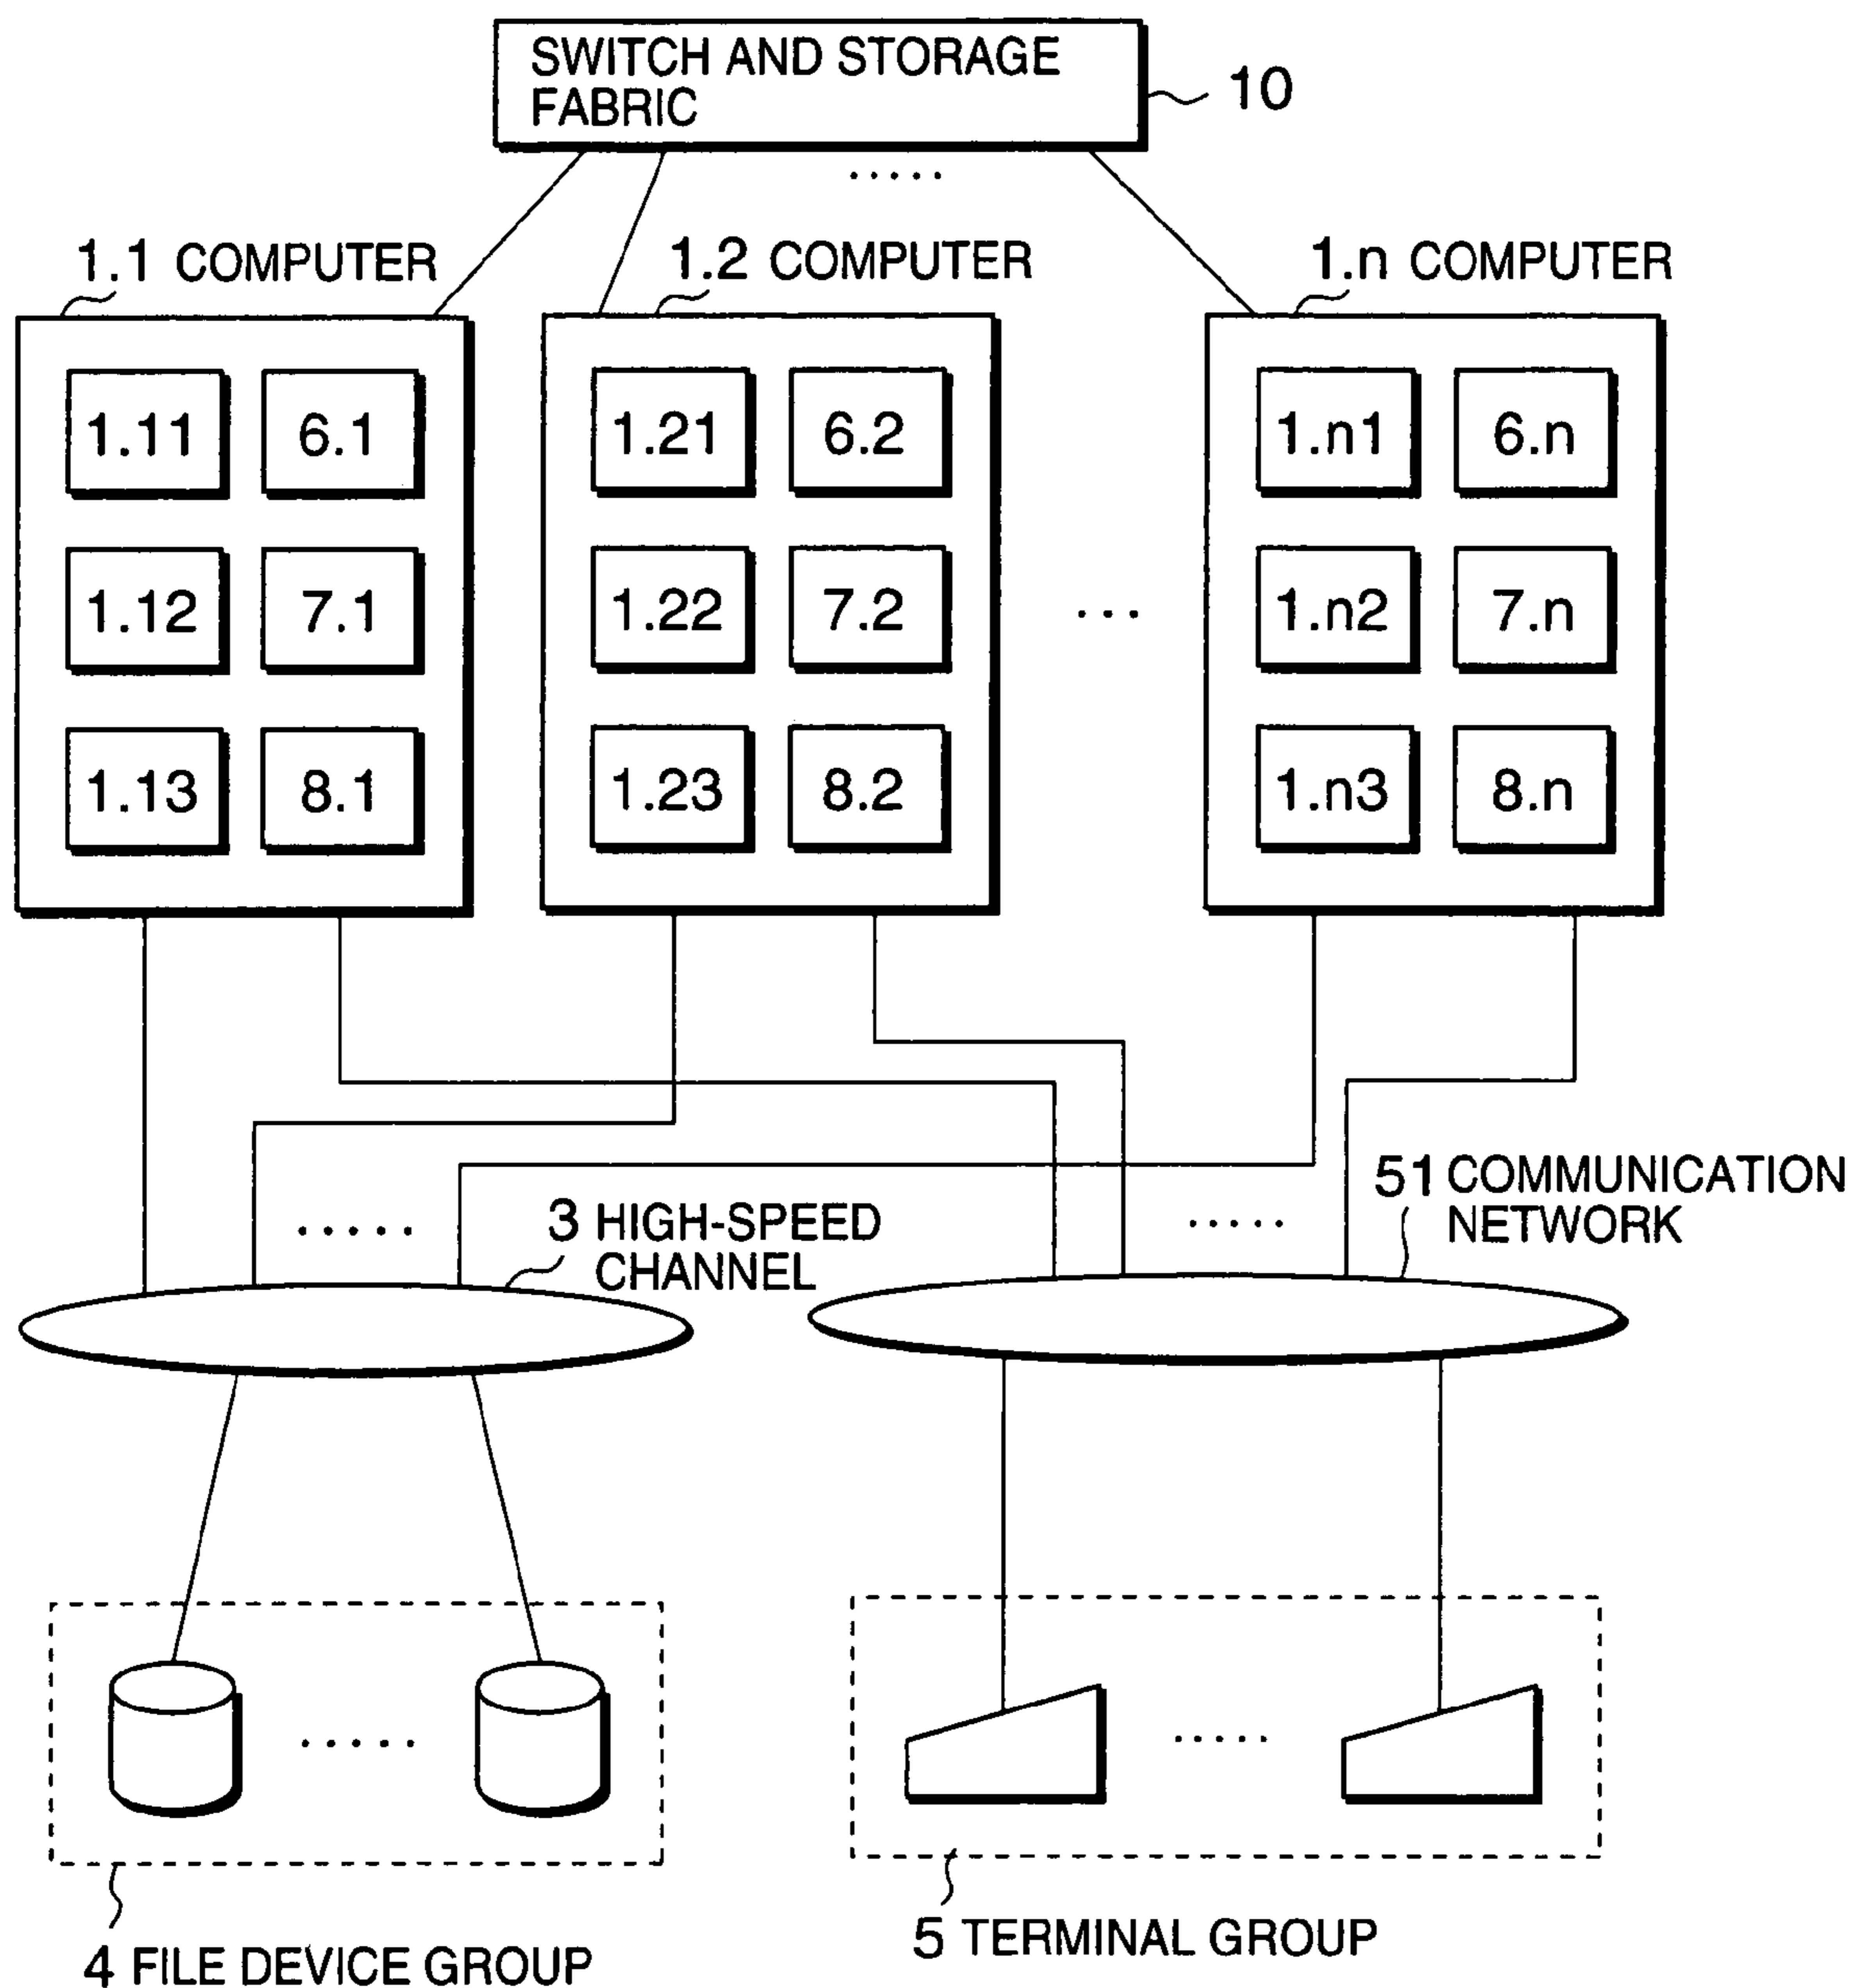 SWITCH AND STORAGE
FABRIC
10
.....
1.1 COMPUTER
1.2 COMPUTER
1.n COMPUTER
1.11 6.1
1.21 6.2
1.n1 6.n
1.12 7.1
1.22 7.2
...
1.n2 7.n
1.13 8.1
1.23 8.2
1.n3 8.n
51 COMMUNICATION
NETWORK
3 HIGH-SPEED
CHANNEL
.....
.....
.....
.....
4 FILE DEVICE GROUP
5 TERMINAL GROUP